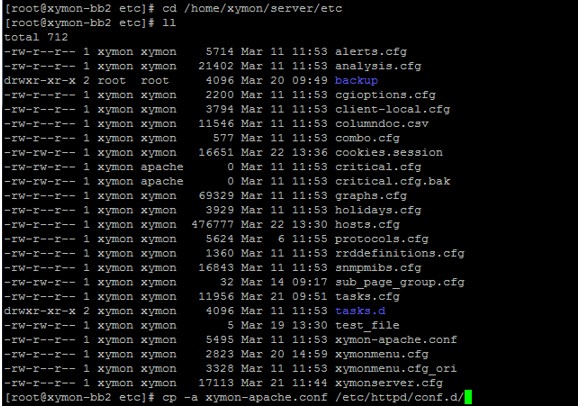 [root@xymon-bb2 etc]# cd /home/xymon/server/etc
[root@xymon-bb2 etc]# ll
total 712
-rw-r--r-- 1 xymon xymon 5714 Mar 11 11:53 alerts.cfg
-rw-r--r-- 1 xymon xymon 21402 Mar 11 11:53 analysis.cfg
drwxr-xr-x 2 root root 4096 Mar 20 09:49 backup
-rw-r--r-- 1 xymon xymon 2200 Mar 11 11:53 cgioptions.cfg
-rw-r--r-- 1 xymon xymon 3794 Mar 11 11:53 client-local.cfg
-rw-r--r-- 1 xymon xymon 11546 Mar 11 11:53 columndoc.csv
-rw-r--r-- 1 xymon xymon 577 Mar 11 11:53 combo.cfg
-rw-r--r-- 1 xymon xymon 16651 Mar 22 13:36 cookies.session
-rw-rw-r-- 1 xymon apache 0 Mar 11 11:53 critical.cfg
-rw-rw-r-- 1 xymon apache 0 Mar 11 11:53 critical.cfg.bak
-rw-r--r-- 1 xymon xymon 69329 Mar 11 11:53 graphs.cfg
-rw-r--r-- 1 xymon xymon 3929 Mar 11 11:53 holidays.cfg
-rw-r--r-- 1 xymon xymon 476777 Mar 22 13:30 hosts.cfg
-rw-r--r-- 1 xymon xymon 5624 Mar 6 11:55 protocols.cfg
-rw-r--r-- 1 xymon xymon 1360 Mar 11 11:53 rrddefinitions.cfg
-rw-r--r-- 1 xymon xymon 16843 Mar 11 11:53 snmpmibs.cfg
-rw-rw-r-- 1 xymon xymon 32 Mar 14 09:17 sub_page_group.cfg
-rw-r--r-- 1 xymon xymon 11956 Mar 21 09:51 tasks.cfg
drwxr-xr-x 2 xymon xymon 4096 Mar 11 11:53 tasks.d
-rw-rw-r-- 1 xymon xymon 5 Mar 19 13:30 test_file
-rw-r--r-- 1 xymon xymon 5495 Mar 11 11:53 xymon-apache.conf
-rw-r--r-- 1 xymon xymon 2823 Mar 20 14:59 xymonmenu.cfg
-rw-r--r-- 1 xymon xymon 3328 Mar 11 11:53 xymonmenu.cfg_ori
-rw-r--r-- 1 xymon xymon 17113 Mar 21 11:44 xymonserver.cfg
[root@xymon-bb2 etc]# cp -a xymon-apache.conf /etc/httpd/conf.d/